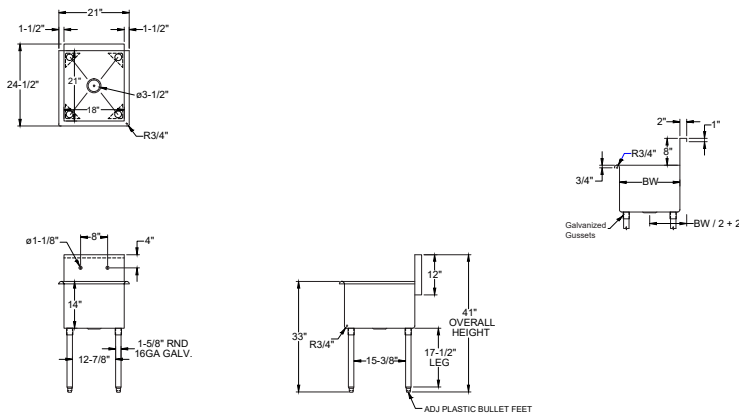 21"
1-1/2"
1-1/2"
24-1/2"
21"
ø3-1/2"
18"
R3/4"
2"
1"
R3/4"
8"
3/4"
BW
Galvanized
Gussets
BW / 2 + 2
ø1-1/8"
8"
4"
14"
1-5/8" RND
16GA GALV.
12-7/8"
12"
33"
R3/4"
41"
OVERALL
HEIGHT
15-3/8"
17-1/2"
LEG
ADJ PLASTIC BULLET FEET